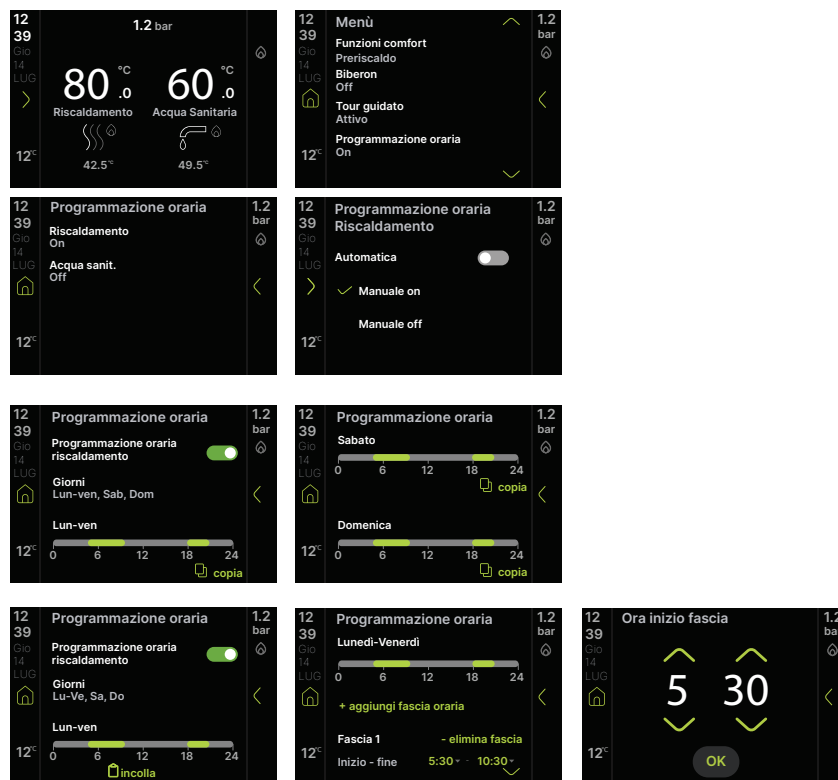 12
39
Gio
14
LUG
12°C
1.2 bar
80.0 °C
60.0 °C
Riscaldamento
Acqua Sanitaria
42.5°C
49.5°C
12
39
Gio
14
LUG
12°C
Menù
Funzioni comfort
Preriscaldo
Biberon
Off
Tour guidato
Attivo
Programmazione oraria
On
1.2
bar
12
39
Gio
14
LUG
12°C
Programmazione oraria
Riscaldamento
On
Acqua sanit.
Off
1.2
bar
12
39
Gio
14
LUG
12°C
Programmazione oraria
Riscaldamento
Automatica
Manuale on
Manuale off
1.2
bar
12
39
Gio
14
LUG
12°C
Programmazione oraria
Programmazione oraria
riscaldamento
Giorni
Lun-ven, Sab, Dom
Lun-ven
0 6 12 18 24
copia
1.2
bar
12
39
Gio
14
LUG
12°C
Programmazione oraria
Sabato
0 6 12 18 24
copia
Domenica
0 6 12 18 24
copia
1.2
bar
12
39
Gio
14
LUG
12°C
Programmazione oraria
Programmazione oraria
riscaldamento
Giorni
Lu-Ve, Sa, Do
Lun-ven
0 6 12 18 24
incolla
1.2
bar
12
39
Gio
14
LUG
12°C
Programmazione oraria
Lunedì-Venerdì
0 6 12 18 24
+ aggiungi fascia oraria
Fascia 1 - elimina fascia
Inizio - fine 5:30 - 10:30
1.2
bar
12
39
Gio
14
LUG
12°C
Ora inizio fascia
5 30
OK
1.2
bar